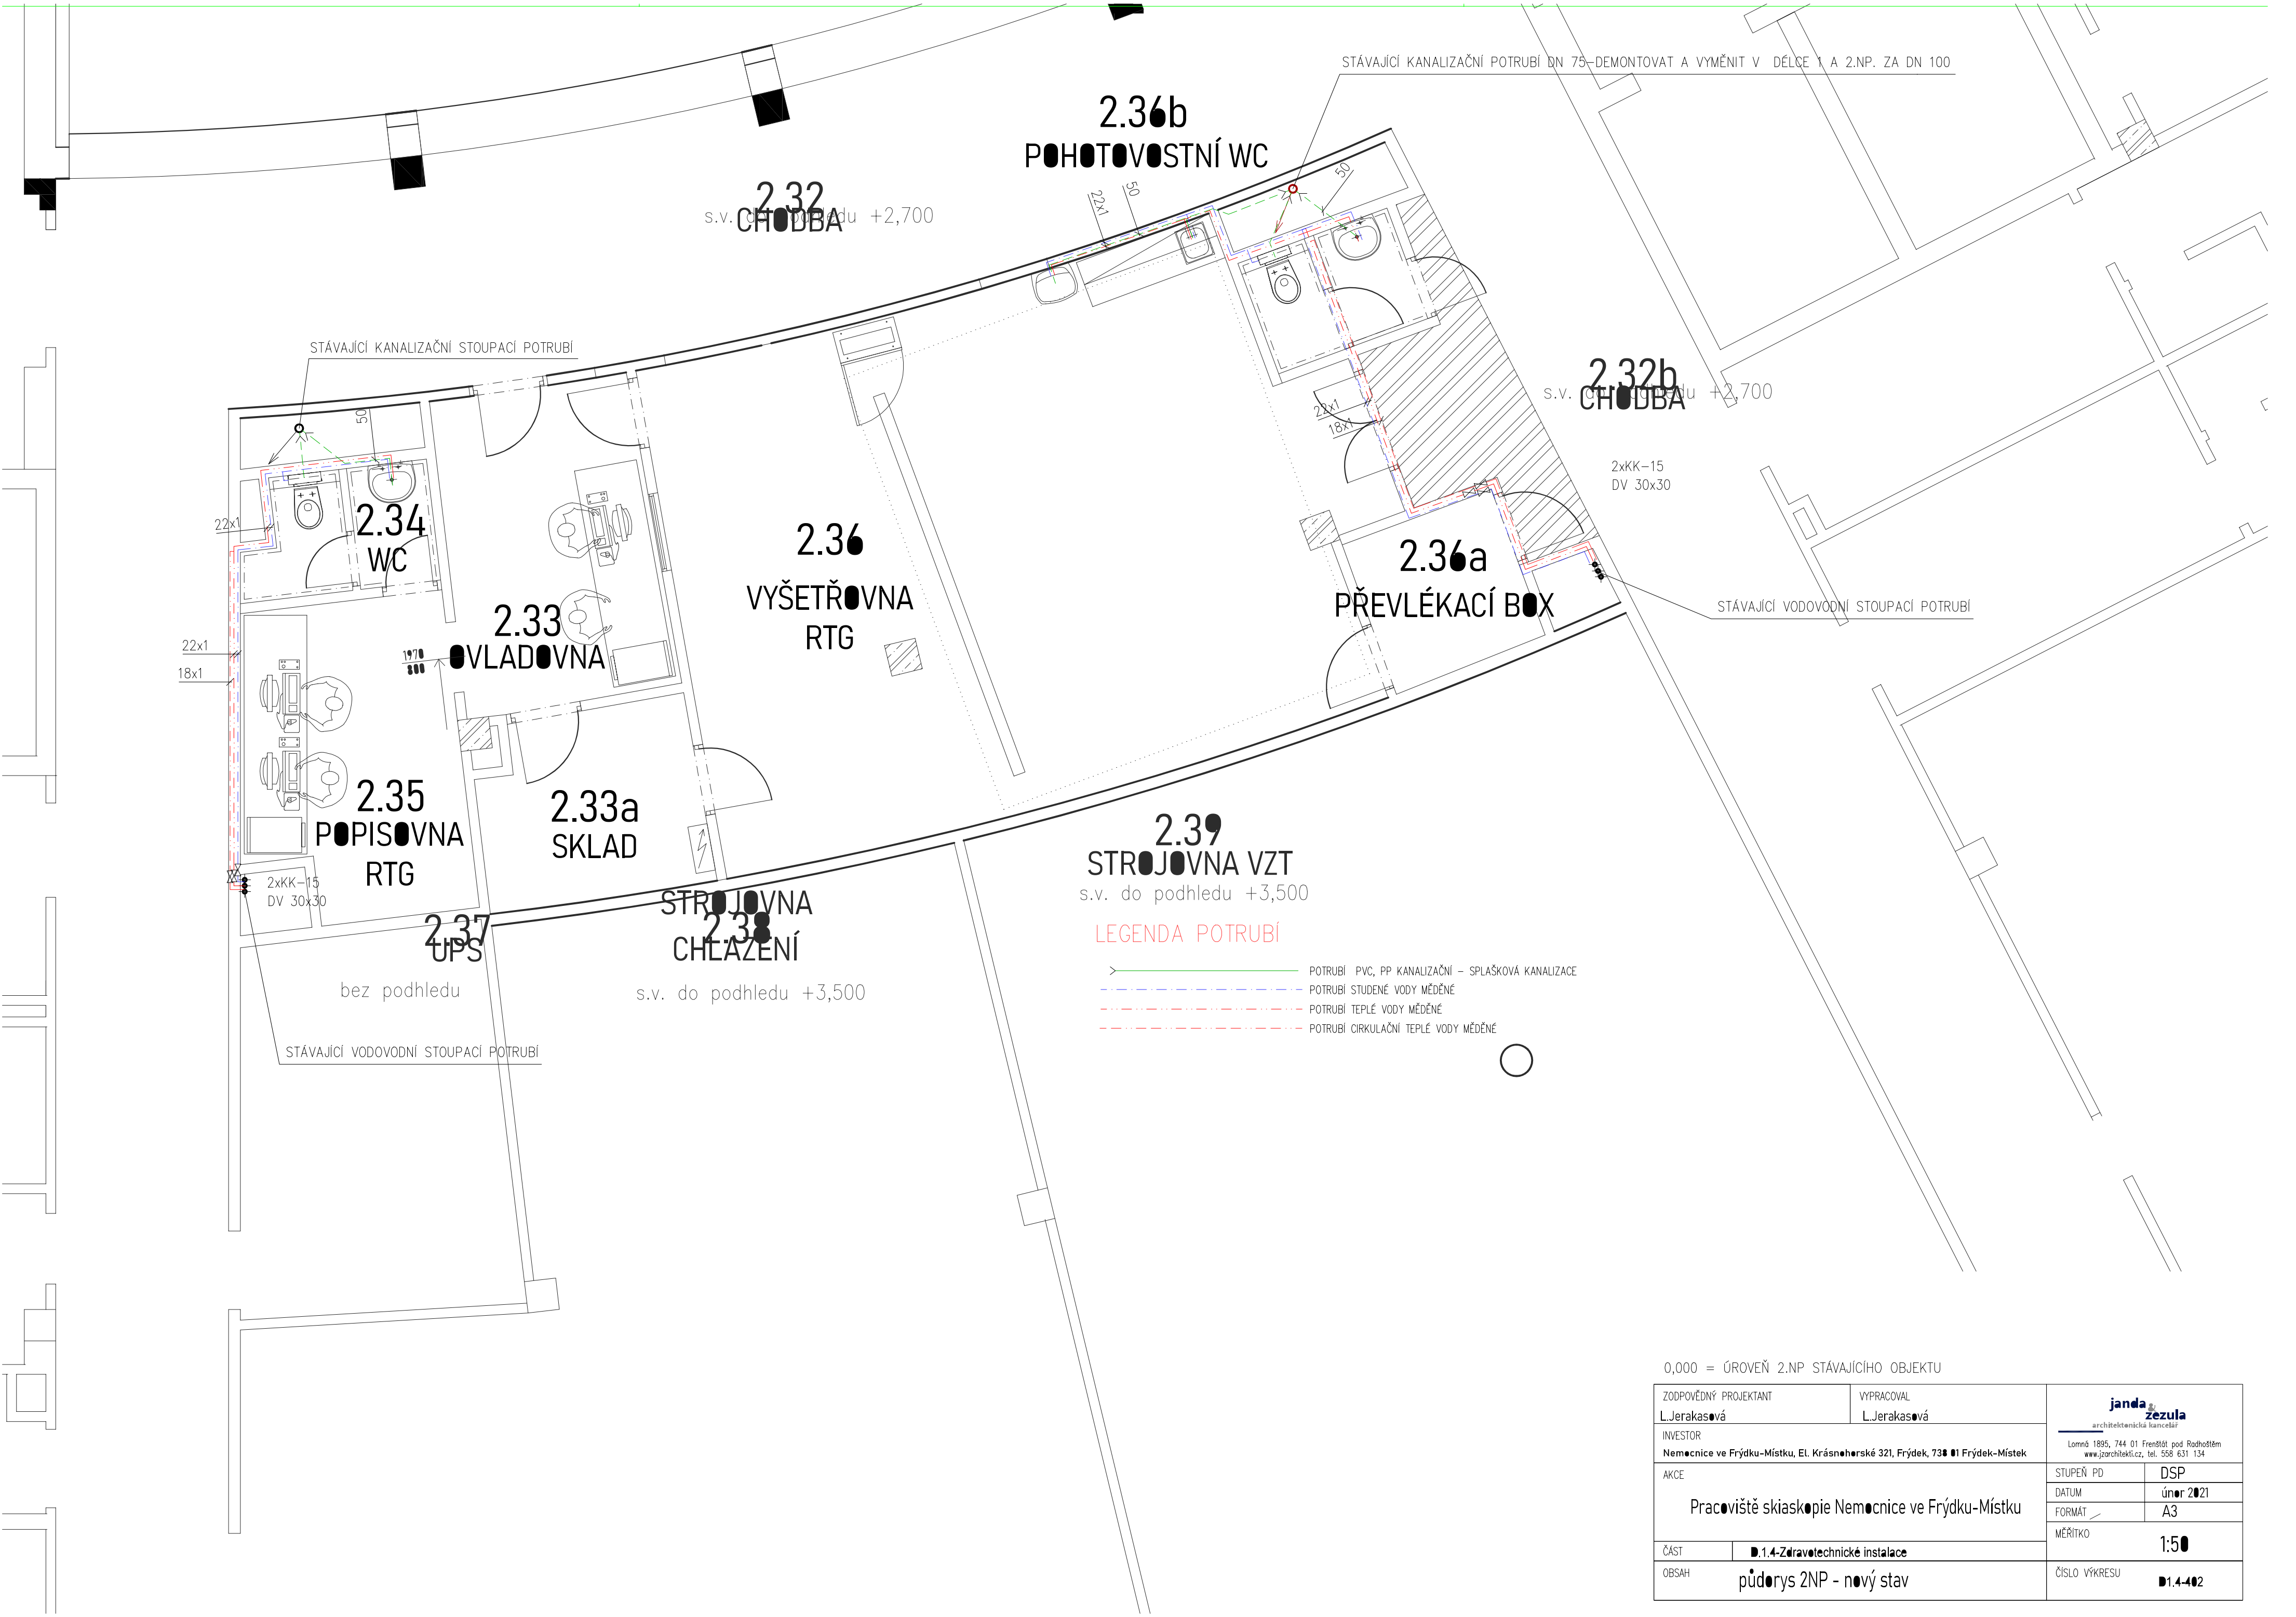 STÁVAJÍCÍ KANALIZAČNÍ POTRUBÍ DN 75-DEMONTOVAT A VYMĚNIT V DÉLCE 1 A 2.NP. ZA DN 100
2.36b
POHOTOVOSTNÍ WC
2.32
CHODBA
s.v. do podhledu +2,700
22x1
50
50
STÁVAJÍCÍ KANALIZAČNÍ STOUPACÍ POTRUBÍ
2.32b
CHODBA
s.v. do podhledu +2,700
50
22x1
18x1
2xKK-15
DV 30x30
22x1
2.34
WC
2.36
VYŠETŘOVNA
RTG
2.36a
PŘEVLÉKACÍ BOX
STÁVAJÍCÍ VODOVODNÍ STOUPACÍ POTRUBÍ
2.33
OVLADOVNA
1970
800
22x1
18x1
2.35
POPISOVNA
RTG
2.33a
SKLAD
2.39
STROJOVNA VZT
s.v. do podhledu +3,500
2xKK-15
DV 30x30
2.37
UPS
bez podhledu
STROJOVNA
2.38
CHLAZENÍ
s.v. do podhledu +3,500
LEGENDA POTRUBÍ
POTRUBÍ PVC, PP KANALIZAČNÍ - SPLAŠKOVÁ KANALIZACE
POTRUBÍ STUDENÉ VODY MĚDĚNÉ
POTRUBÍ TEPLÉ VODY MĚDĚNÉ
POTRUBÍ CIRKULAČNÍ TEPLÉ VODY MĚDĚNÉ
STÁVAJÍCÍ VODOVODNÍ STOUPACÍ POTRUBÍ
0,000 = ÚROVEŇ 2.NP STÁVAJÍCÍHO OBJEKTU
ZODPOVĚDNÝ PROJEKTANT
L.Jerakasová
VYPRACOVAL
L.Jerakasová
janda & zezula
architektonická kancelář
Lomná 1895, 744 01 Frenštát pod Radhoštěm
www.jzarchitekti.cz, tel. 558 631 134
INVESTOR
Nemocnice ve Frýdku-Místku, El. Krásnohorské 321, Frýdek, 738 01 Frýdek-Místek
AKCE
Pracoviště skiaskopie Nemocnice ve Frýdku-Místku
STUPEŇ PD DSP
DATUM únor 2021
FORMÁT A3
MĚŘÍTKO 1:50
ČÁST D.1.4-Zdravotechnické instalace
OBSAH půdorys 2NP - nový stav
ČÍSLO VÝKRESU D1.4-402